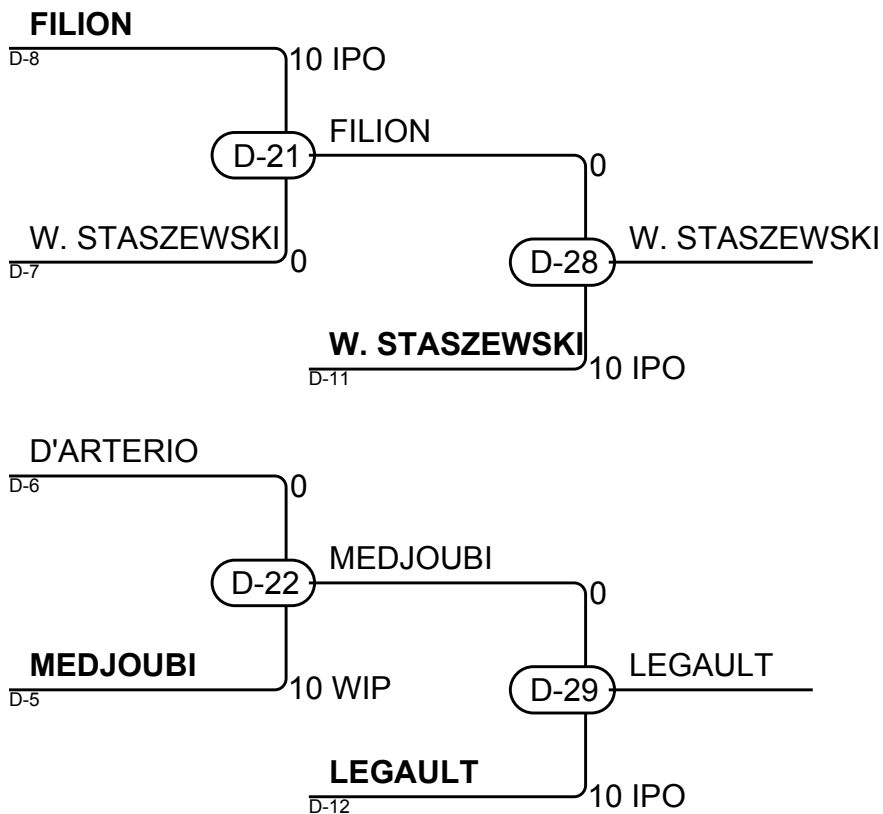 FILION
D-8
10 IPO
D-21
FILION
0
W. STASZEWSKI
D-7
0
D-28
W. STASZEWSKI
W. STASZEWSKI
D-11
10 IPO
D'ARTERIO
D-6
0
D-22
MEDJOUBI
0
MEDJOUBI
D-5
10 WIP
D-29
LEGAULT
LEGAULT
D-12
10 IPO